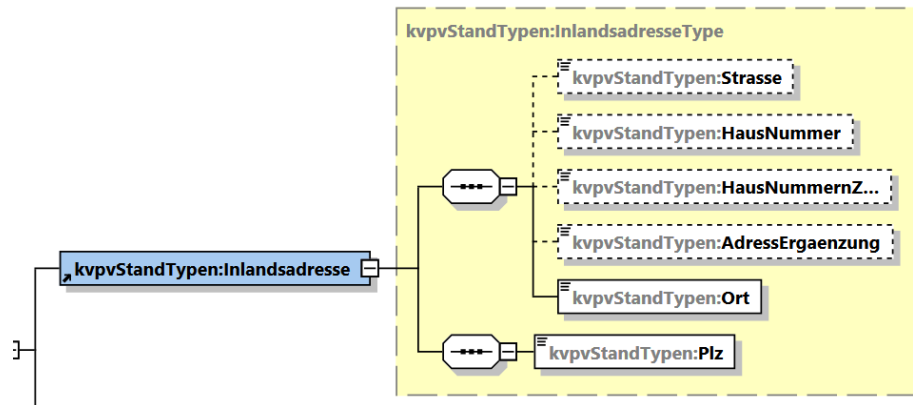 kvpvStandTypen:InlandsadresseType
kvpvStandTypen:Strasse
kvpvStandTypen:HausNummer
kvpvStandTypen:HausNummernZ...
kvpvStandTypen:AdressErgaenzung
kvpvStandTypen:Inlandsadresse
kvpvStandTypen:Ort
kvpvStandTypen:Plz